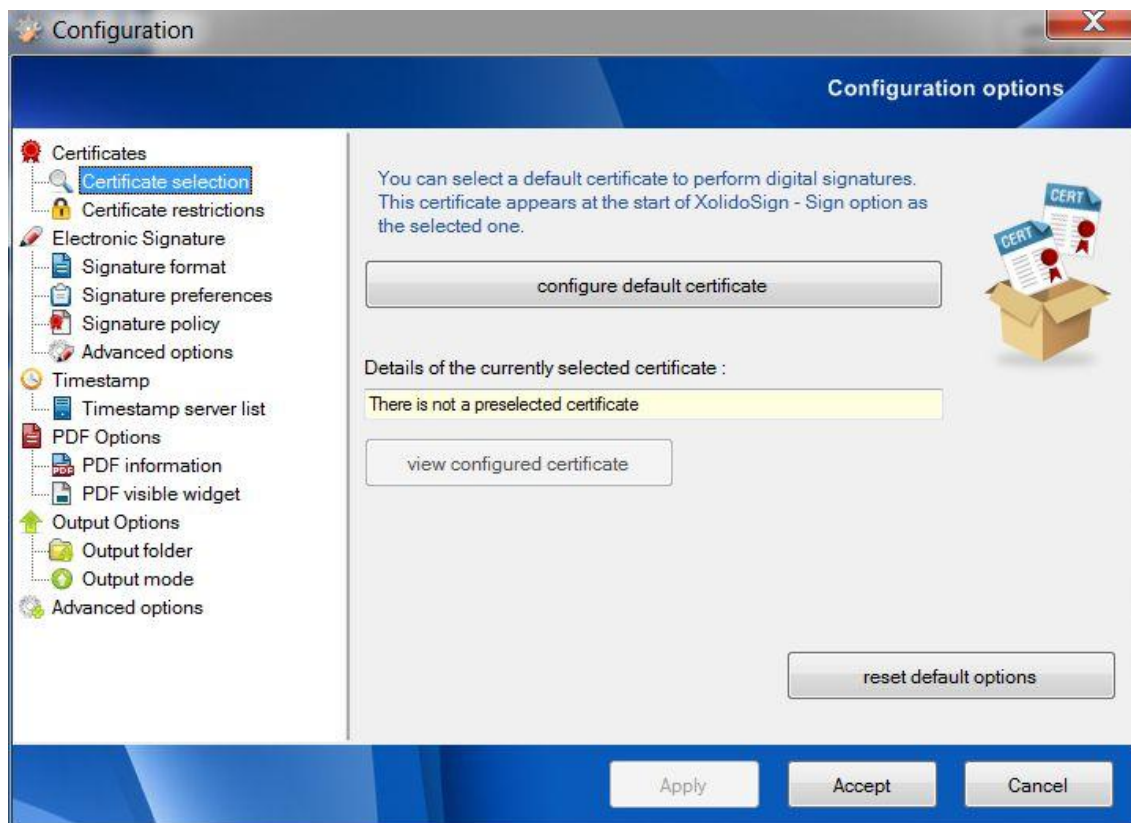 Configuration
X
Configuration options
Certificates
Certificate selection
Certificate restrictions
Electronic Signature
Signature format
Signature preferences
Signature policy
Advanced options
Timestamp
Timestamp server list
PDF Options
PDF information
PDF visible widget
Output Options
Output folder
Output mode
Advanced options
You can select a default certificate to perform digital signatures.
This certificate appears at the start of XolidoSign - Sign option as
the selected one.
CERT
CERT
configure default certificate
Details of the currently selected certificate :
There is not a preselected certificate
view configured certificate
reset default options
Apply
Accept
Cancel